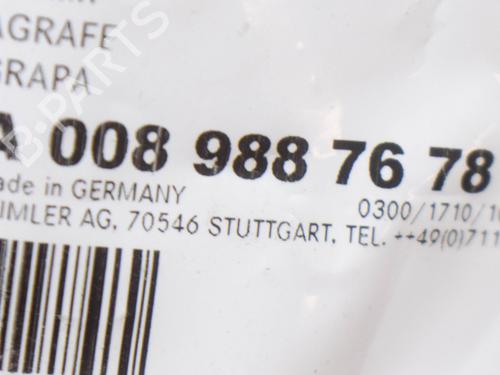 AGRAFE
GRAPA
A 008 988 76 78
ade in GERMANY
0300/1710/10
IMLER AG, 70546 STUTTGART, TEL. ++49(0)711
B-PARTS